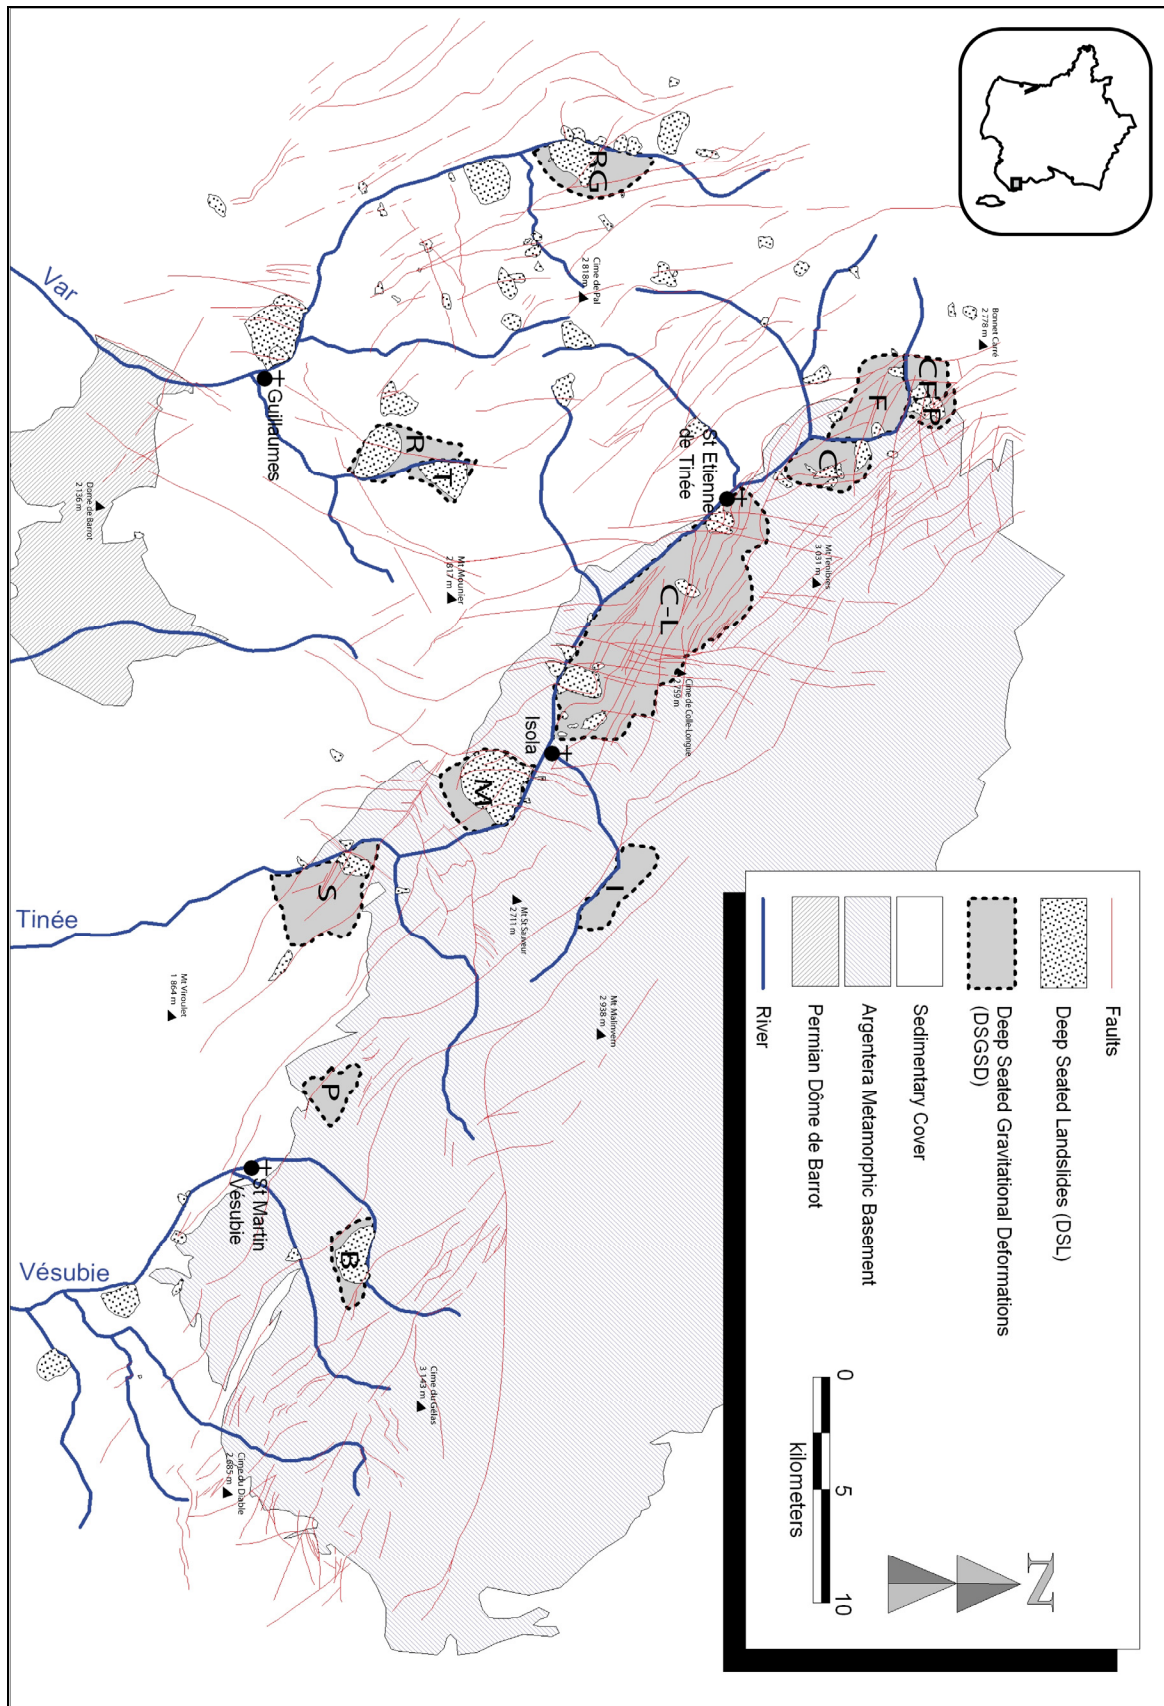 Bonnet Carré
2 778 m
CFP
F
C
RG
Cime de Pal
2 818m
Mt Ténibres
3 031 m
St Etienne
de Tinée
C-L
Cime de Colle-Longue
2 759 m
Var
Guillaumes
R
T
Mt Mounier
2 817 m
Dome de Barrot
2 136 m
Isola
M
I
S
Mt St Sauveur
2 711 m
Mt Malinvern
2 938 m
Tinée
Mt Viroulet
1 864 m
P
St Martin
Vésubie
B
Vésubie
Cime du Gélas
3 143 m
Cime du Diable
2 685 m
Faults
Deep Seated Landslides (DSL)
Deep Seated Gravitational Deformations
(DSGSD)
Sedimentary Cover
Argentera Metamorphic Basement
Permian Dôme de Barrot
River
0
5
10
kilometers
N